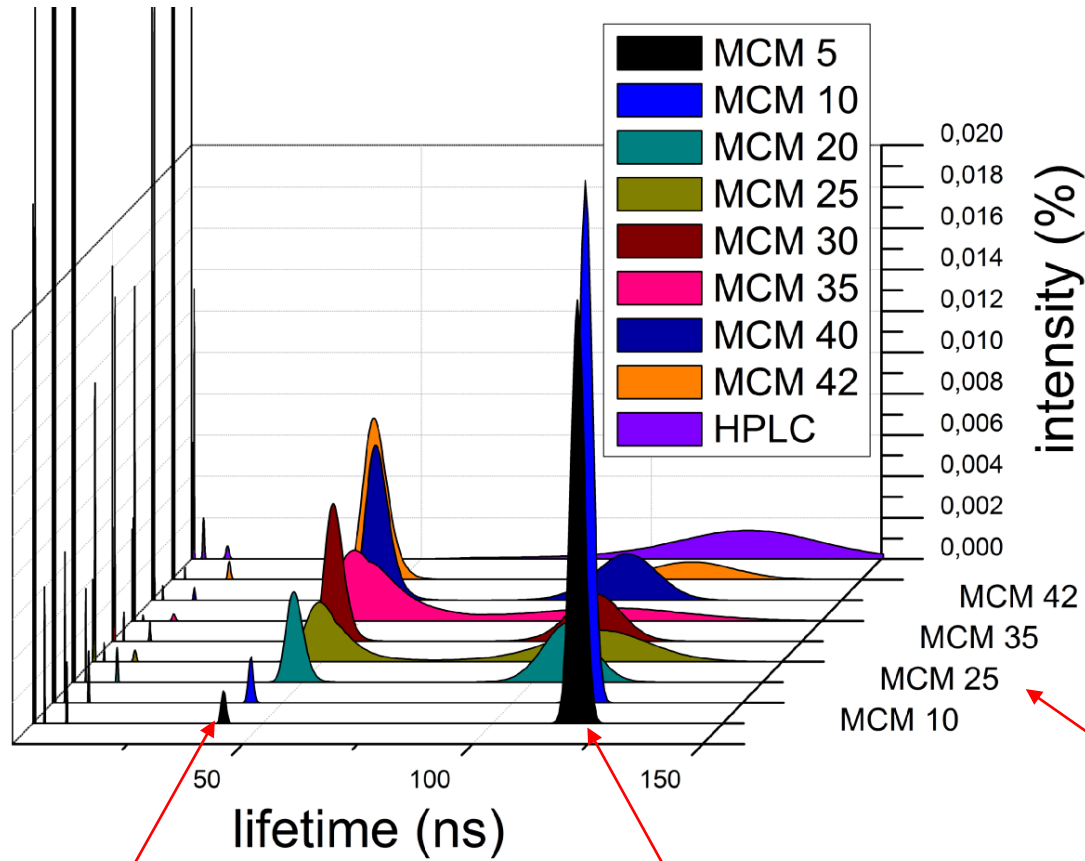 MCM 5
MCM 10
MCM 20
MCM 25
MCM 30
MCM 35
MCM 40
MCM 42
HPLC
0,020
0,018
0,016
0,014
0,012
0,010
0,008
0,006
0,004
0,002
0,000
intensity (%)
MCM 42
MCM 35
MCM 25
MCM 10
50
100
150
lifetime (ns)